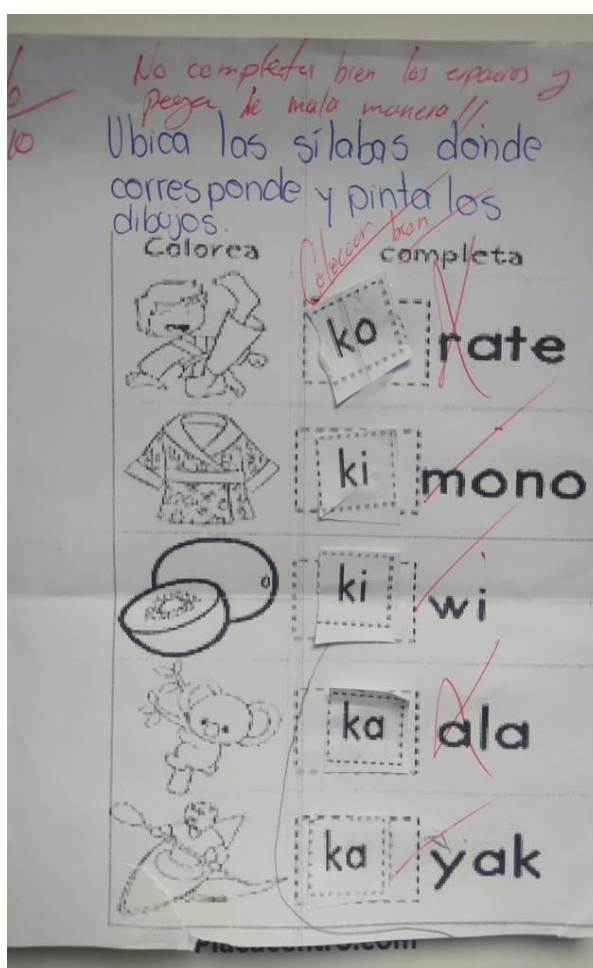 6
10
No completa bien los espacios y
pega de mala manera!!
Ubica las sílabas donde
corresponde y pinta los
dibujos.
Colorea
Colocar bien.
completa
ko rate
ki mono
ki wi
ka ala
ka yak